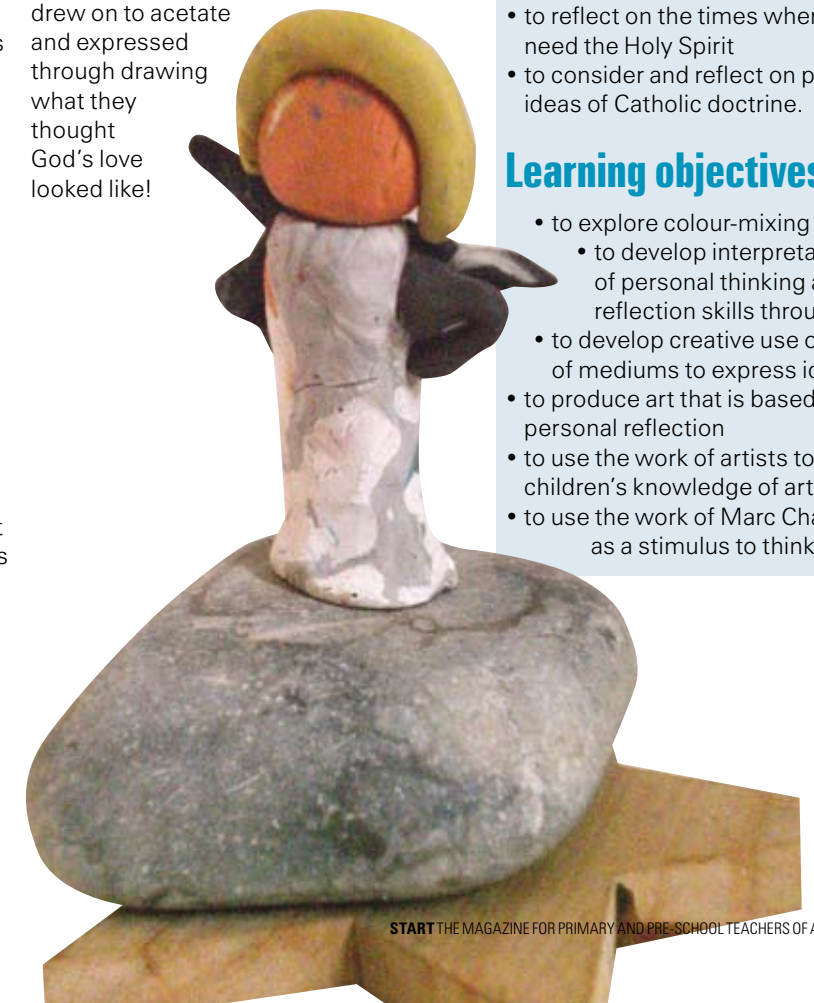 drew on to acetate
and expressed
through drawing
what they
thought
God's love
looked like!
• to reflect on the times when
need the Holy Spirit
• to consider and reflect on p
ideas of Catholic doctrine.
Learning objectives
• to explore colour-mixing
• to develop interpreta
of personal thinking a
reflection skills throu
• to develop creative use o
of mediums to express
• to produce art that is based
personal reflection
• to use the work of artists to
children's knowledge of art
• to use the work of Marc Cha
as a stimulus to think
START THE MAGAZINE FOR PRIMARY AND PRE-SCHOOL TEACHERS OF A